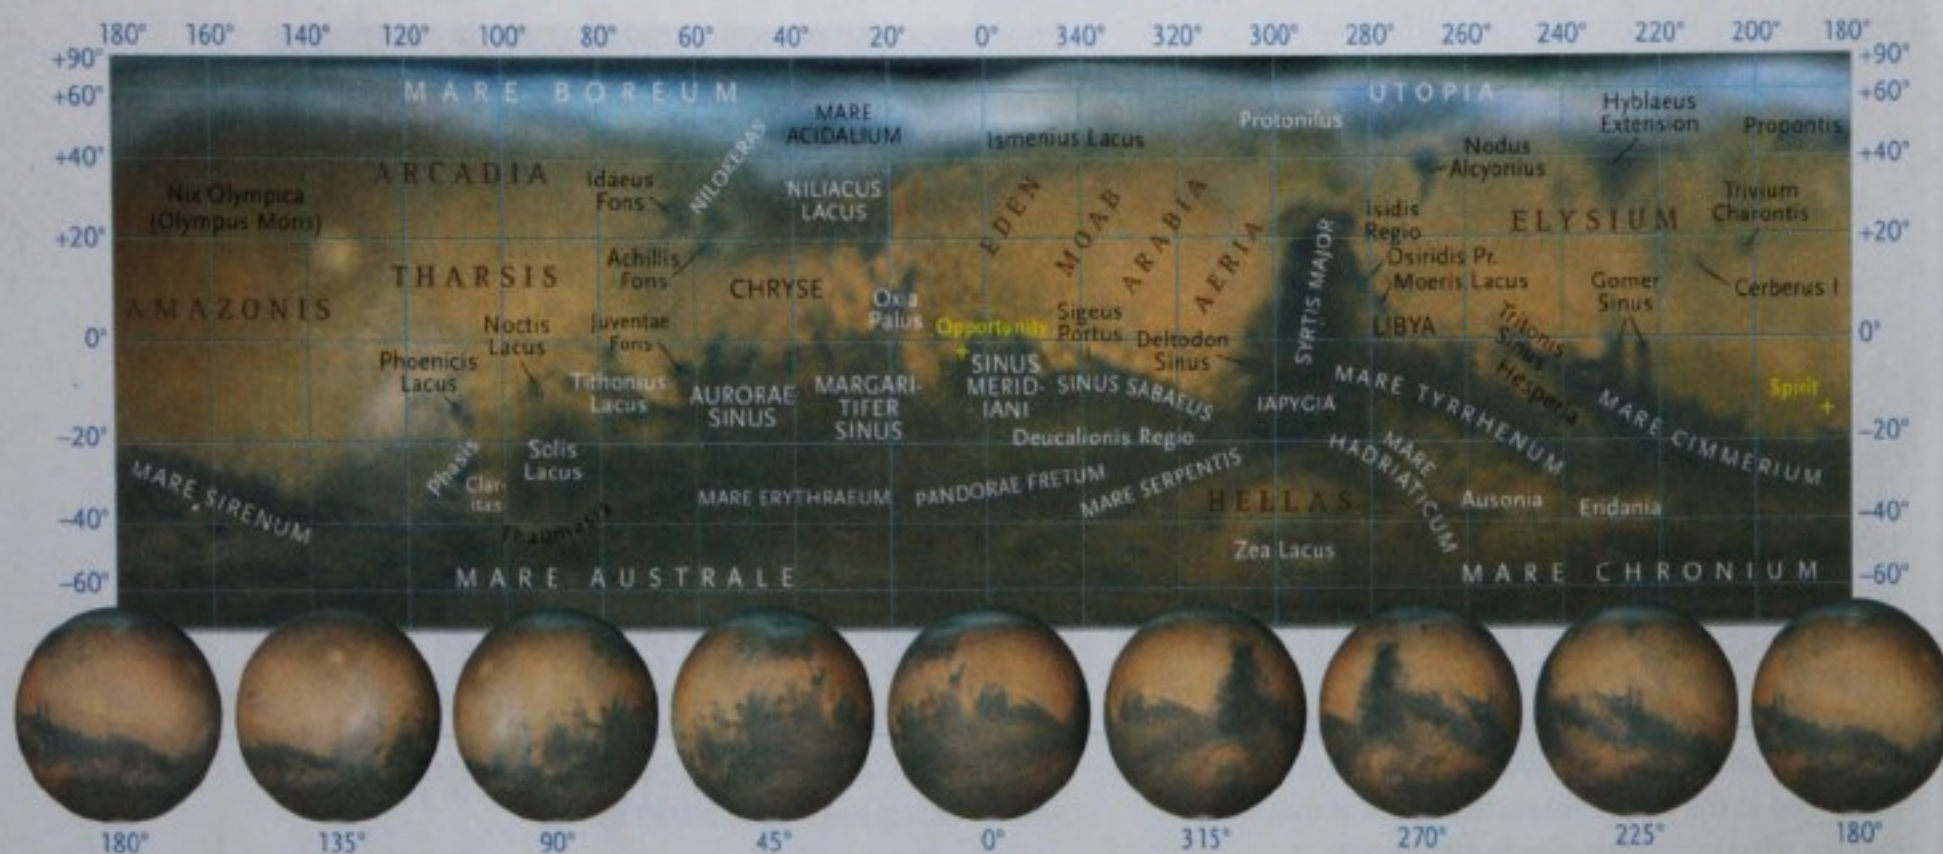 180° 160° 140° 120° 100° 80° 60° 40° 20° 0° 340° 320° 300° 280° 260° 240° 220° 200° 180°
+90° +90°
+60° +60°
+40° +40°
+20° +20°
0° 0°
-20° -20°
-40° -40°
-60° -60°
MARE BOREUM
UTOPIA
MARE
ACIDALIUM
Protonilus
Hyblaeus
Extension
Propontis
Ismenius Lacus
Nodus
Alcyonius
NILOKERAS
ARCADIA
Idaeus
Fons
NILIACUS
LACUS
Nix Olympica
(Olympus Mons)
EDEN
MOAB
ARABIA
AERIA
Isidis
Regio
ELYSIUM
Trivium
Charontis
Achillis
Fons
SYRTIS MAJOR
Osiridis Pr.
Moeris Lacus
THARSIS
CHRYSE
Gomer
Sinus
Cerberus I
AMAZONIS
Oxia
Palus
Noctis
Lacus
Juventae
Fons
Opportunity
Sigeus
Portus
Deltodon
Sinus
LIBYA
Tritonis
Sinus
Hesperia
Phoenicis
Lacus
Tithonius
Lacus
AURORAE
SINUS
MARGARI-
TIFER
SINUS
SINUS
MERID-
IANI
SINUS SABAEUS
IAPYGIA
MARE TYRRHENUM
MARE CIMMERIUM
Spirit
Deucalionis Regio
MARE
HADRIATICUM
Phasis
Solis
Lacus
Clar-
itas
MARE SIRENUM
MARE ERYTHRAEUM
PANDORAE FRETUM
MARE SERPENTIS
HELLAS
Ausonia
Eridania
Thaumasia
Zea Lacus
MARE AUSTRALE
MARE CHRONIUM
180° 135° 90° 45° 0° 315° 270° 225° 180°